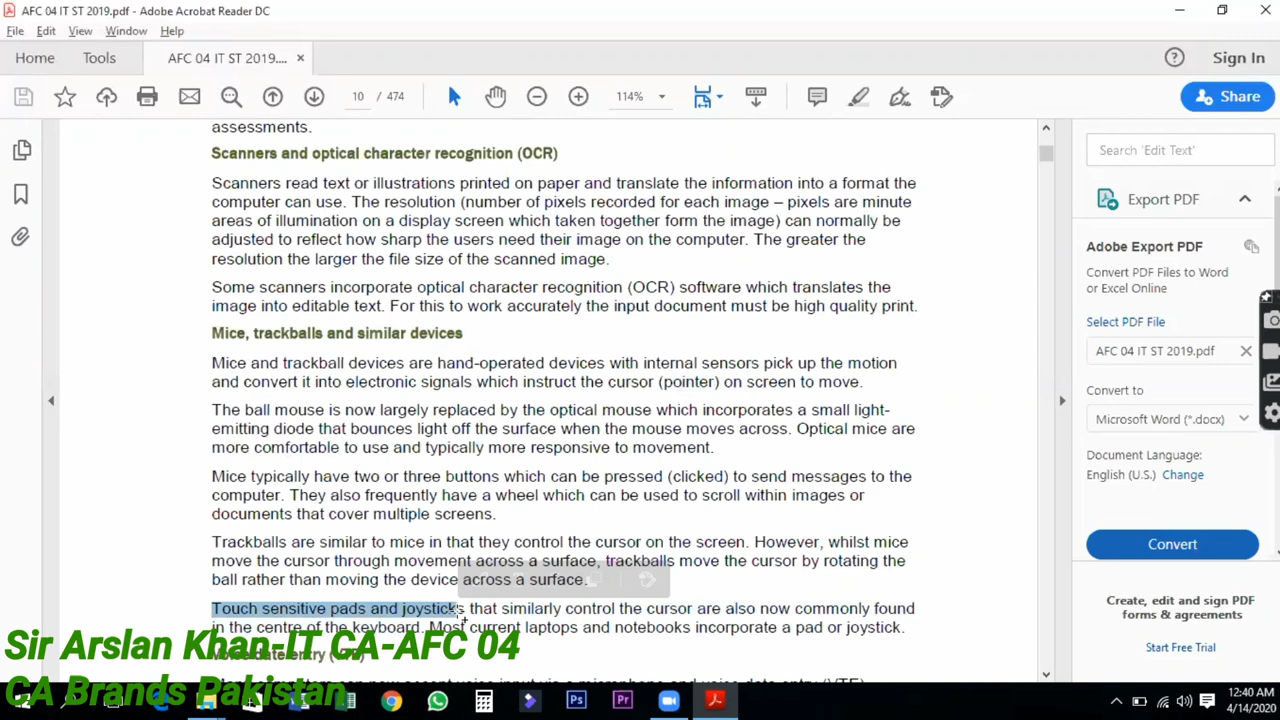 AFC 04 IT ST 2019.pdf - Adobe Acrobat Reader DC
File Edit View Window Help
Home Tools AFC 04 IT ST 2019.... × Sign In
10 / 474 114% Share
assessments.
Scanners and optical character recognition (OCR)
Scanners read text or illustrations printed on paper and translate the information into a format the
computer can use. The resolution (number of pixels recorded for each image – pixels are minute
areas of illumination on a display screen which taken together form the image) can normally be
adjusted to reflect how sharp the users need their image on the computer. The greater the
resolution the larger the file size of the scanned image.
Some scanners incorporate optical character recognition (OCR) software which translates the
image into editable text. For this to work accurately the input document must be high quality print.
Mice, trackballs and similar devices
Mice and trackball devices are hand-operated devices with internal sensors pick up the motion
and convert it into electronic signals which instruct the cursor (pointer) on screen to move.
The ball mouse is now largely replaced by the optical mouse which incorporates a small light-
emitting diode that bounces light off the surface when the mouse moves across. Optical mice are
more comfortable to use and typically more responsive to movement.
Mice typically have two or three buttons which can be pressed (clicked) to send messages to the
computer. They also frequently have a wheel which can be used to scroll within images or
documents that cover multiple screens.
Trackballs are similar to mice in that they control the cursor on the screen. However, whilst mice
move the cursor through movement across a surface, trackballs move the cursor by rotating the
ball rather than moving the device across a surface.
Touch sensitive pads and joysticks that similarly control the cursor are also now commonly found
in the centre of the keyboard. Most current laptops and notebooks incorporate a pad or joystick.
Sir Arslan Khan-IT CA-AFC 04
CA Brands Pakistan
Search 'Edit Text'
Export PDF
Adobe Export PDF
Convert PDF Files to Word
or Excel Online
Select PDF File
AFC 04 IT ST 2019.pdf
Convert to
Microsoft Word (*.docx)
Document Language:
English (U.S.) Change
Convert
Create, edit and sign PDF
forms & agreements
Start Free Trial
Ps Pr
12:40 AM
4/14/2020